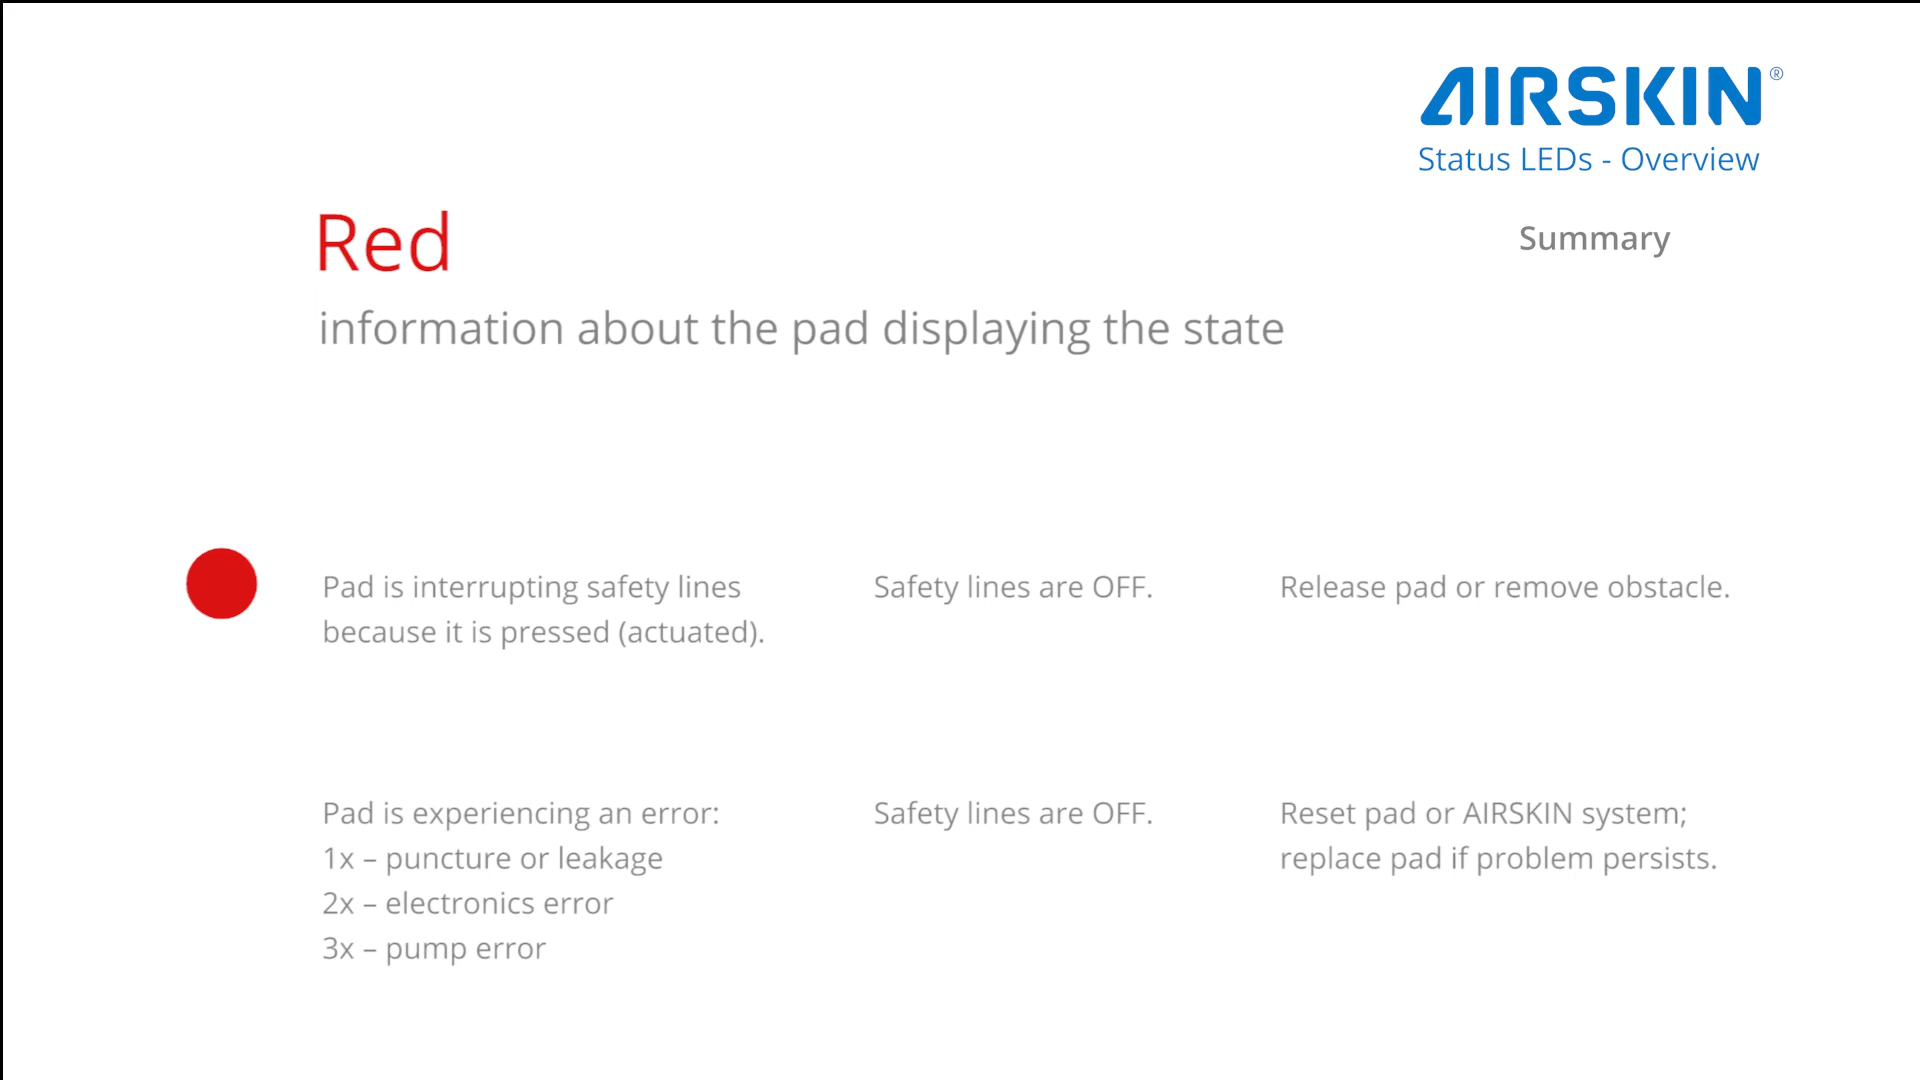 AIRSKIN®
Status LEDs - Overview
Summary
Red
information about the pad displaying the state
Pad is interrupting safety lines
because it is pressed (actuated).
Safety lines are OFF.
Release pad or remove obstacle.
Pad is experiencing an error:
1x – puncture or leakage
2x – electronics error
3x – pump error
Safety lines are OFF.
Reset pad or AIRSKIN system;
replace pad if problem persists.